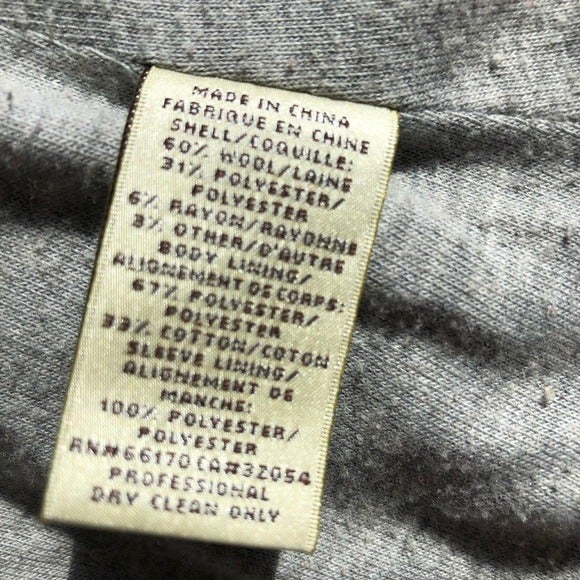 MADE IN CHINA
FABRIQUE EN CHINE
SHELL/COQUILLE:
60% WOOL/LAINE
31% POLYESTER/
POLYESTER
6% RAYON/RAYONNE
3% OTHER/D'AUTRE
BODY LINING/
ALIGNEMENT DE CORPS:
67% POLYESTER/
POLYESTER
33% COTTON/COTON
SLEEVE LINING/
ALIGNEMENT DE
MANCHE:
100% POLYESTER/
POLYESTER
RN#66170 CA#32054
PROFESSIONAL
DRY CLEAN ONLY